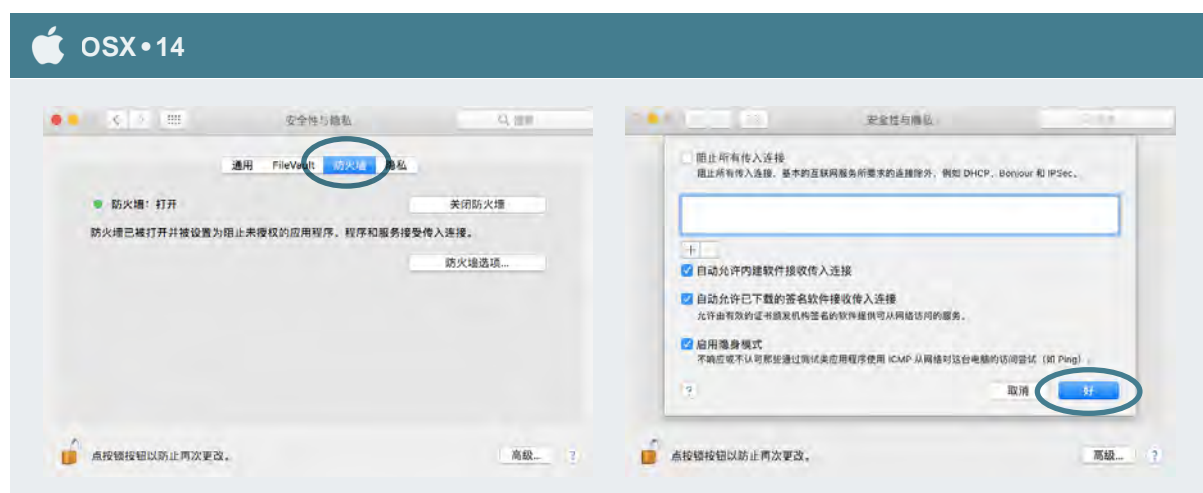 OSX•14
安全性与隐私
搜索
通用 FileVault 防火墙 隐私
防火墙：打开
关闭防火墙
防火墙已被打开并被设置为阻止未授权的应用程序、程序和服务接受传入连接。
防火墙选项...
点按锁按钮以防止再次更改。
高级...
?
安全性与隐私
阻止所有传入连接
阻止所有传入连接，基本的互联网服务所要求的连接除外，例如 DHCP、Bonjour 和 IPSec。
+
自动允许内建软件接收传入连接
自动允许已下载的签名软件接收传入连接
允许由有效的证书颁发机构签名的软件提供可从网络访问的服务。
启用隐身模式
不响应或不认可那些通过测试类应用程序使用 ICMP 从网络对这台电脑的访问尝试（如 Ping）。
?
取消
好
点按锁按钮以防止再次更改。
高级...
?